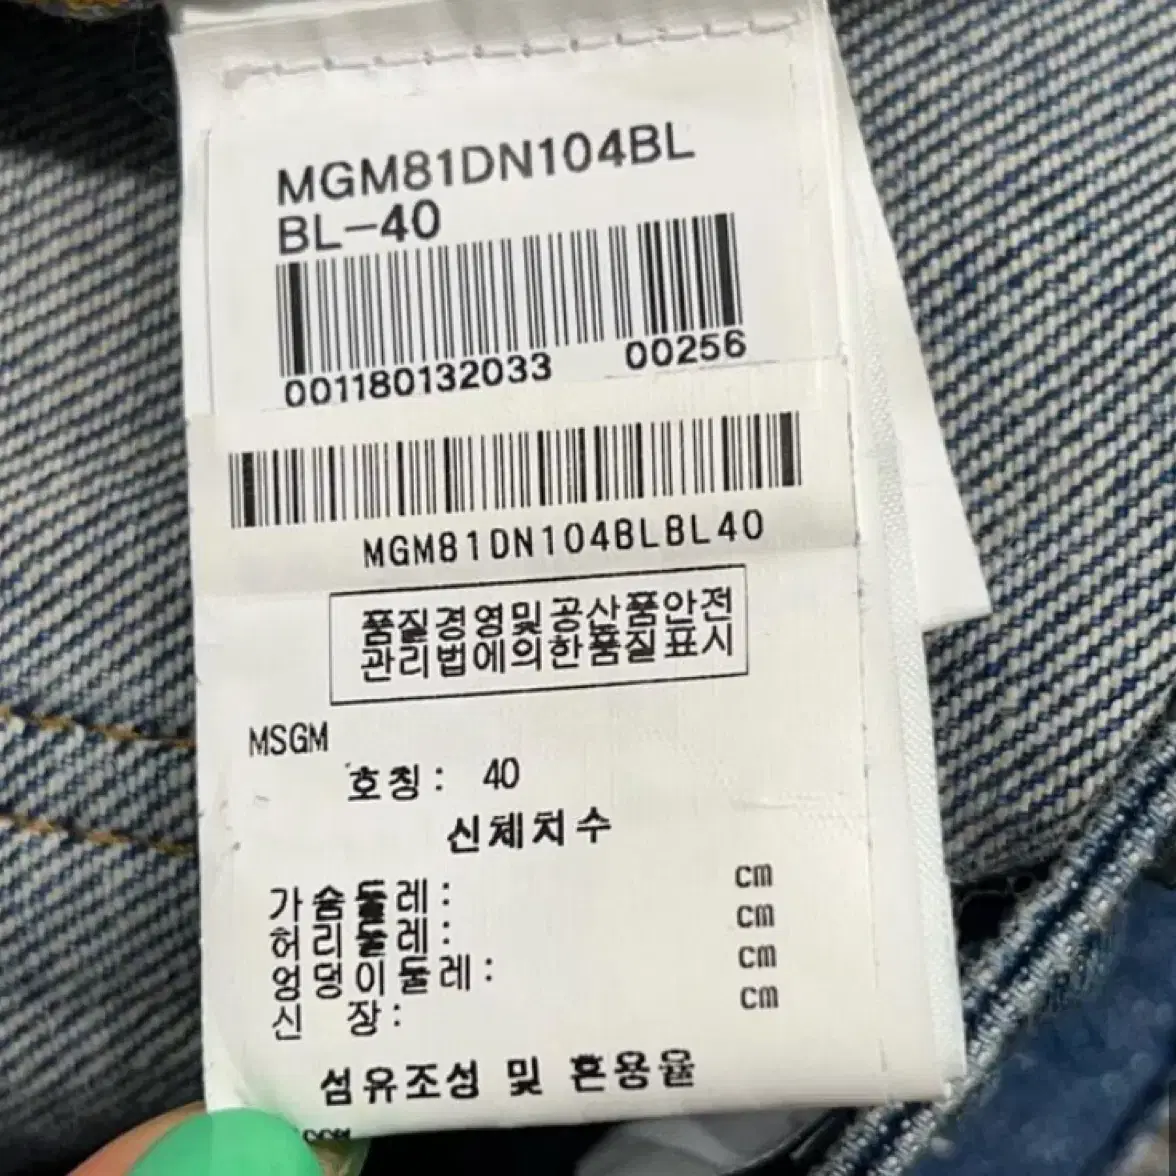 MGM81DN104BL
BL-40
001180132033 00256
MGM81DN104BLBL40
품질경영및공산품안전
관리법에의한품질표시
MSGM
호칭: 40
신체치수
가슴둘레: cm
허리둘레: cm
엉덩이둘레: cm
신 장: cm
섬유조성 및 혼용율